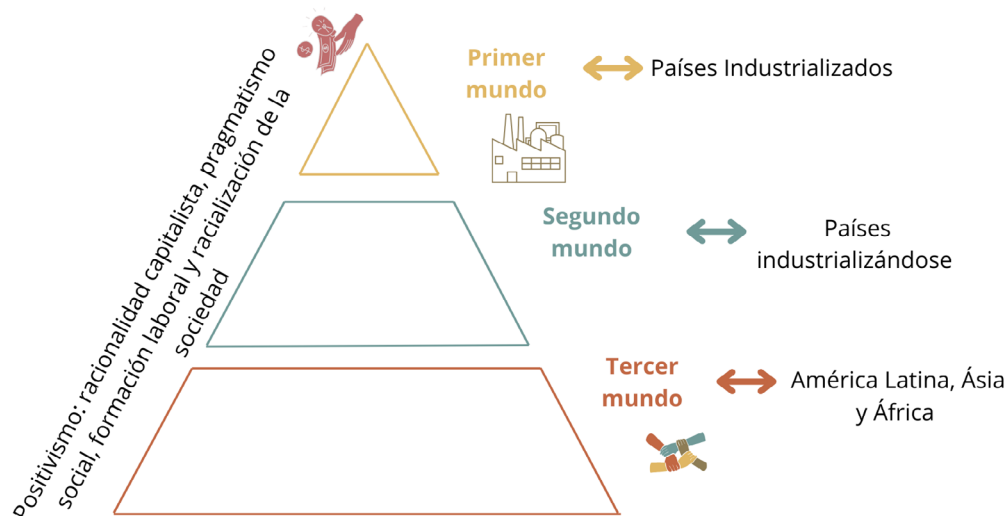 Positivismo: racionalidad capitalista, pragmatismo
social, formación laboral y racialización de la
sociedad
Primer
mundo
Países Industrializados
Segundo
mundo
Países
industrializándose
Tercer
mundo
América Latina, Ásia
y África